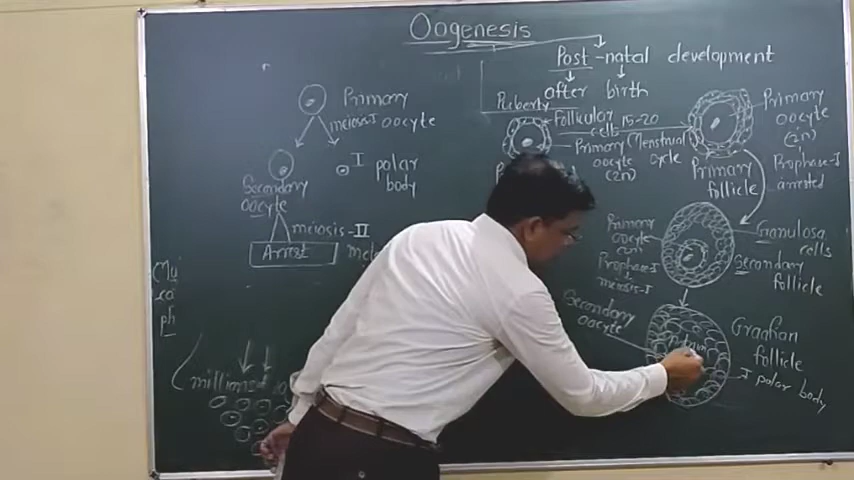 Oogenesis
Post-natal development
after birth
Puberty
Follicular
cells
15-20
Menstrual
cycle
Primary
oocyte
(2n)
Primary
oocyte
(2n)
Prophase-I
arrested
Primary
follicle
Primary
oocyte
meiosis-I
I polar
body
Secondary
oocyte
meiosis-II
Arrest
Primary
oocyte
(2n)
Prophase-I
meiosis-I
Granulosa
cells
Secondary
follicle
Secondary
oocyte
Graafian
follicle
I polar body
million